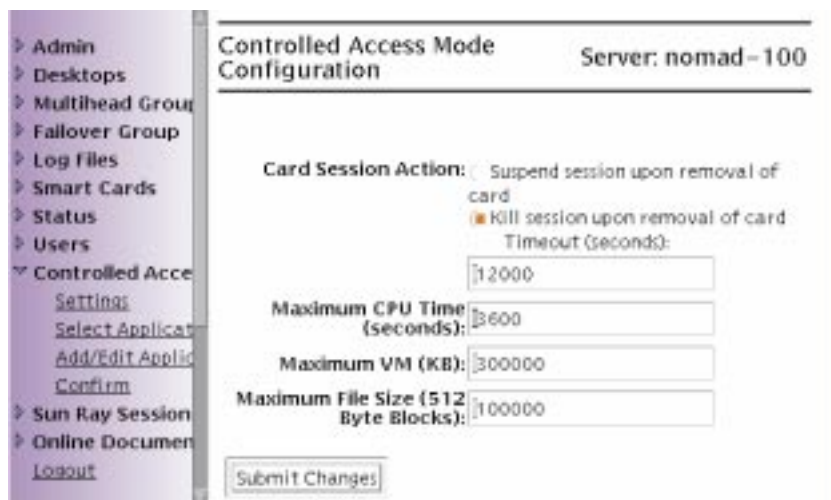 Admin
Desktops
Multihead Group
Failover Group
Log Files
Smart Cards
Status
Users
Controlled Acce
Settings
Select Applicat
Add/Edit Applic
Confirm
Sun Ray Session
Online Documen
Logout
Controlled Access Mode
Configuration
Server: nomad-100
Card Session Action: Suspend session upon removal of
card
Kill session upon removal of card
Timeout (seconds):
12000
Maximum CPU Time
(seconds): 3600
Maximum VM (KB): 300000
Maximum File Size (512
Byte Blocks): 100000
Submit Changes